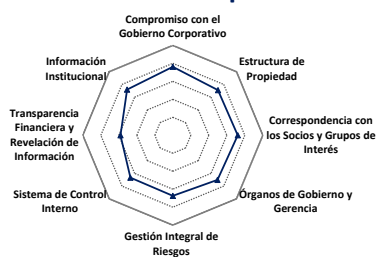 Compromiso con el
Gobierno Corporativo
Estructura de
Propiedad
Correspondencia con
los Socios y Grupos de
Interés
Órganos de Gobierno y
Gerencia
Gestión Integral de
Riesgos
Sistema de Control
Interno
Transparencia
Financiera y
Revelación de
Información
Información
Institucional